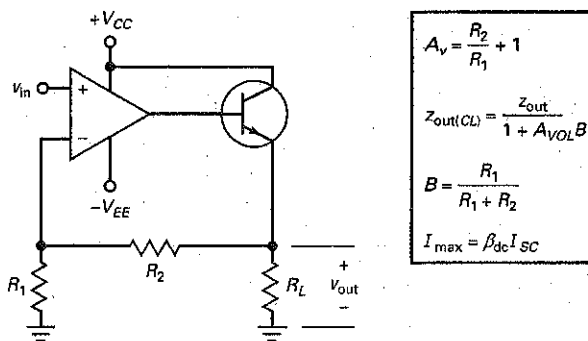 +V_CC
v_in
+
−
−V_EE
R_2
R_1
R_L
+
v_out
−
A_v = R_2/R_1 + 1
z_out(CL) = z_out/(1 + A_VOL B)
B = R_1/(R_1 + R_2)
I_max = β_dc I_SC